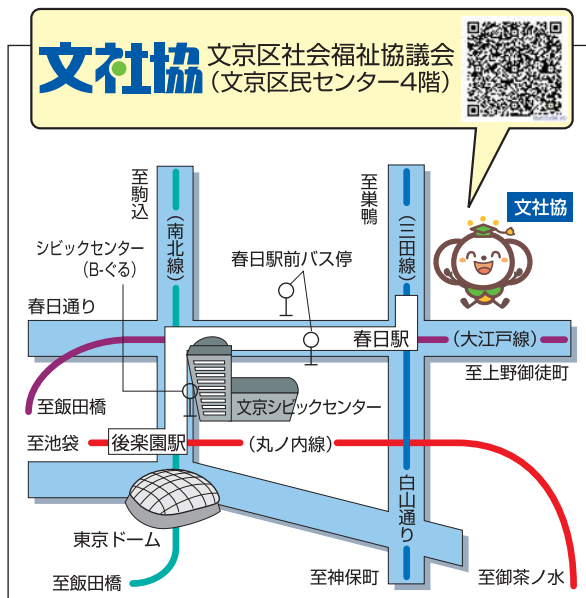 文社協
文京区社会福祉協議会
(文京区民センター4階)
至駒込
(南北線)
至巣鴨
(三田線)
文社協
シビックセンター
(B-ぐる)
春日駅前バス停
春日通り
春日駅
(大江戸線)
至上野御徒町
至飯田橋
文京シビックセンター
至池袋
後楽園駅
(丸ノ内線)
白山通り
東京ドーム
至飯田橋
至神保町
至御茶ノ水